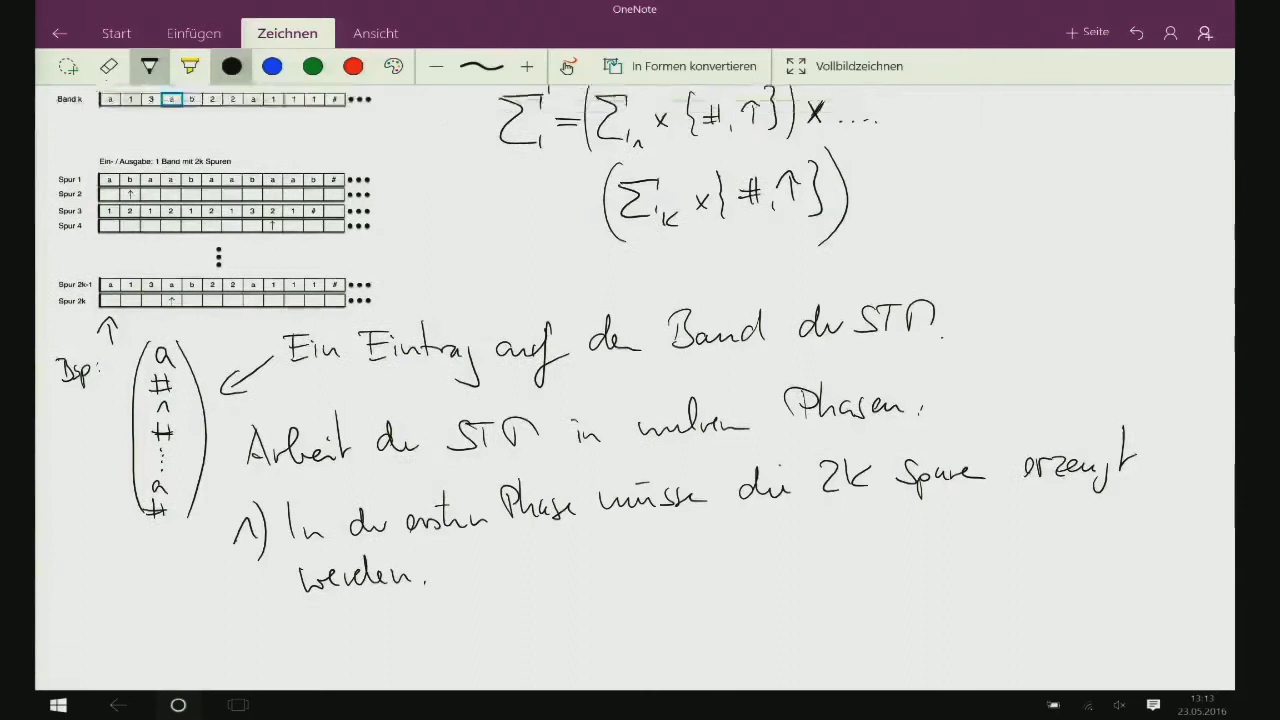 OneNote
Start Einfügen Zeichnen Ansicht + Seite
In Formen konvertieren Vollbildzeichnen
Band k a 1 3 a b 2 2 a 1 1 1 #
Σ₁' = (Σ₁ₙ × {#, ↑}) × ....
(Σ₁ₖ × {#, ↑})
Ein- / Ausgabe: 1 Band mit 2k Spuren
Spur 1 a b a a b a b a a a b #
Spur 2 ↑
Spur 3 1 2 1 2 1 2 1 3 2 1 #
Spur 4 ↑
Spur 2k-1 a 1 3 a b 2 2 a 1 1 1 #
Spur 2k ↑
↑
Bsp:
a
#
1
#
⋮
a
#
Ein Eintrag auf dem Band der STM.
Arbeit der STM in mehreren Phasen.
1) In der ersten Phase müssen die 2k Spuren erzeugt
werden.
13:13
23.05.2016